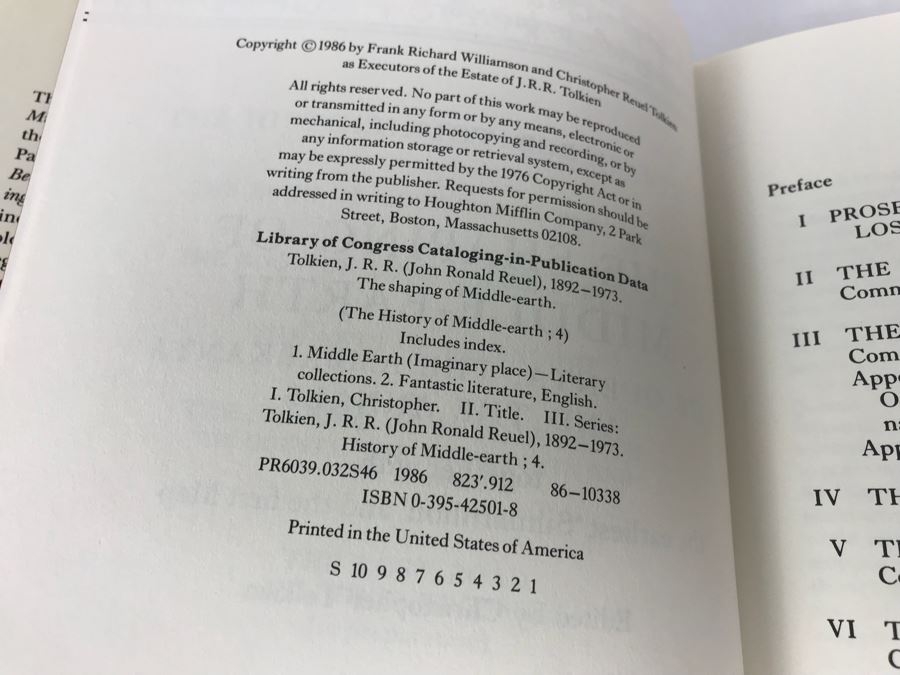 Copyright © 1986 by Frank Richard Williamson and Christopher Reuel Tolkien
as Executors of the Estate of J.R.R. Tolkien
All rights reserved. No part of this work may be reproduced
or transmitted in any form or by any means, electronic or
mechanical, including photocopying and recording, or by
any information storage or retrieval system, except as
may be expressly permitted by the 1976 Copyright Act or in
writing from the publisher. Requests for permission should be
addressed in writing to Houghton Mifflin Company, 2 Park
Street, Boston, Massachusetts 02108.
Library of Congress Cataloging-in-Publication Data
Tolkien, J. R. R. (John Ronald Reuel), 1892–1973.
The shaping of Middle-earth.
(The History of Middle-earth ; 4)
Includes index.
1. Middle Earth (Imaginary place)—Literary
collections. 2. Fantastic literature, English.
I. Tolkien, Christopher. II. Title. III. Series:
Tolkien, J. R. R. (John Ronald Reuel), 1892–1973.
History of Middle-earth ; 4.
PR6039.032S46 1986 823'.912 86–10338
ISBN 0-395-42501-8
Printed in the United States of America
S 10 9 8 7 6 5 4 3 2 1
Preface
I PROSE
LOS
II THE
Comm
III THE
Com
Appe
O
na
App
IV TH
V T
Co
VI T
C